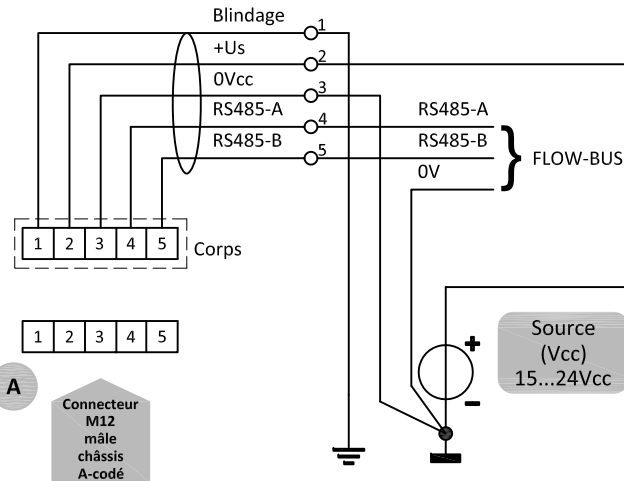 Blindage
1
+Us
2
0Vcc
3
RS485-A
4
RS485-A
RS485-B
5
RS485-B
} FLOW-BUS
0V
1 2 3 4 5
Corps
1 2 3 4 5
+
Source
(Vcc)
15...24Vcc
−
A
Connecteur
M12
mâle
châssis
A-codé